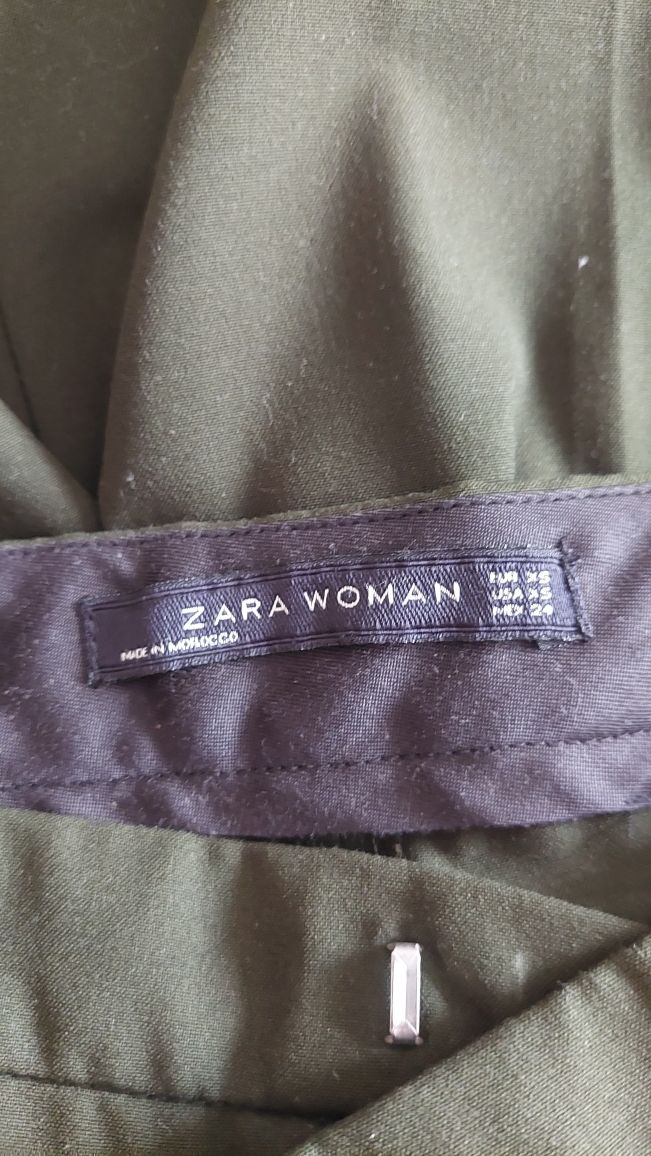 ZARA WOMAN
EUR XS
USA XS
MEX 24
MADE IN MOROCCO